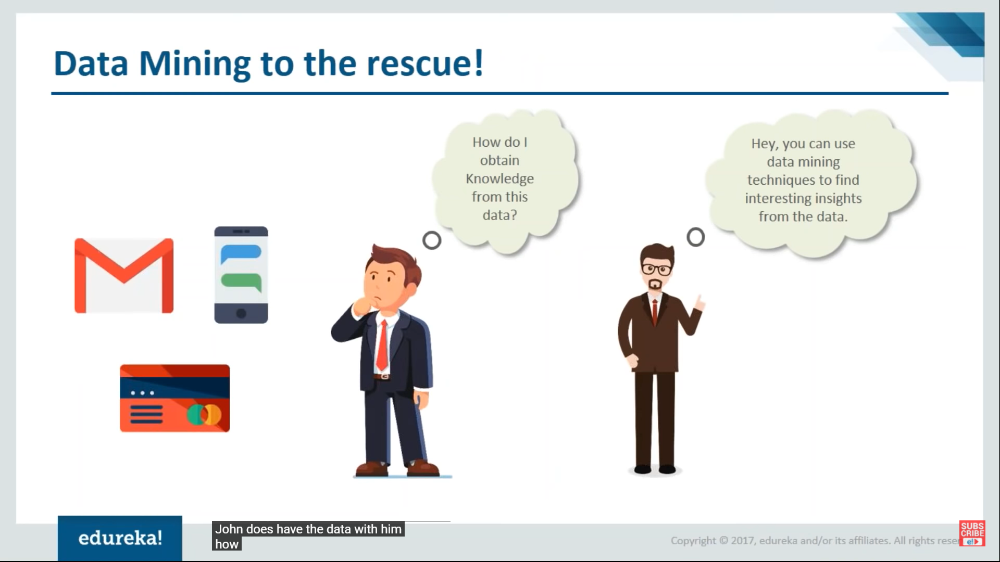 Data Mining to the rescue!
How do I
obtain
Knowledge
from this
data?
Hey, you can use
data mining
techniques to find
interesting insights
from the data.
edureka!
John does have the data with him
how
Copyright © 2017, edureka and/or its affiliates. All rights reser
SUBS
CRIBE
e!